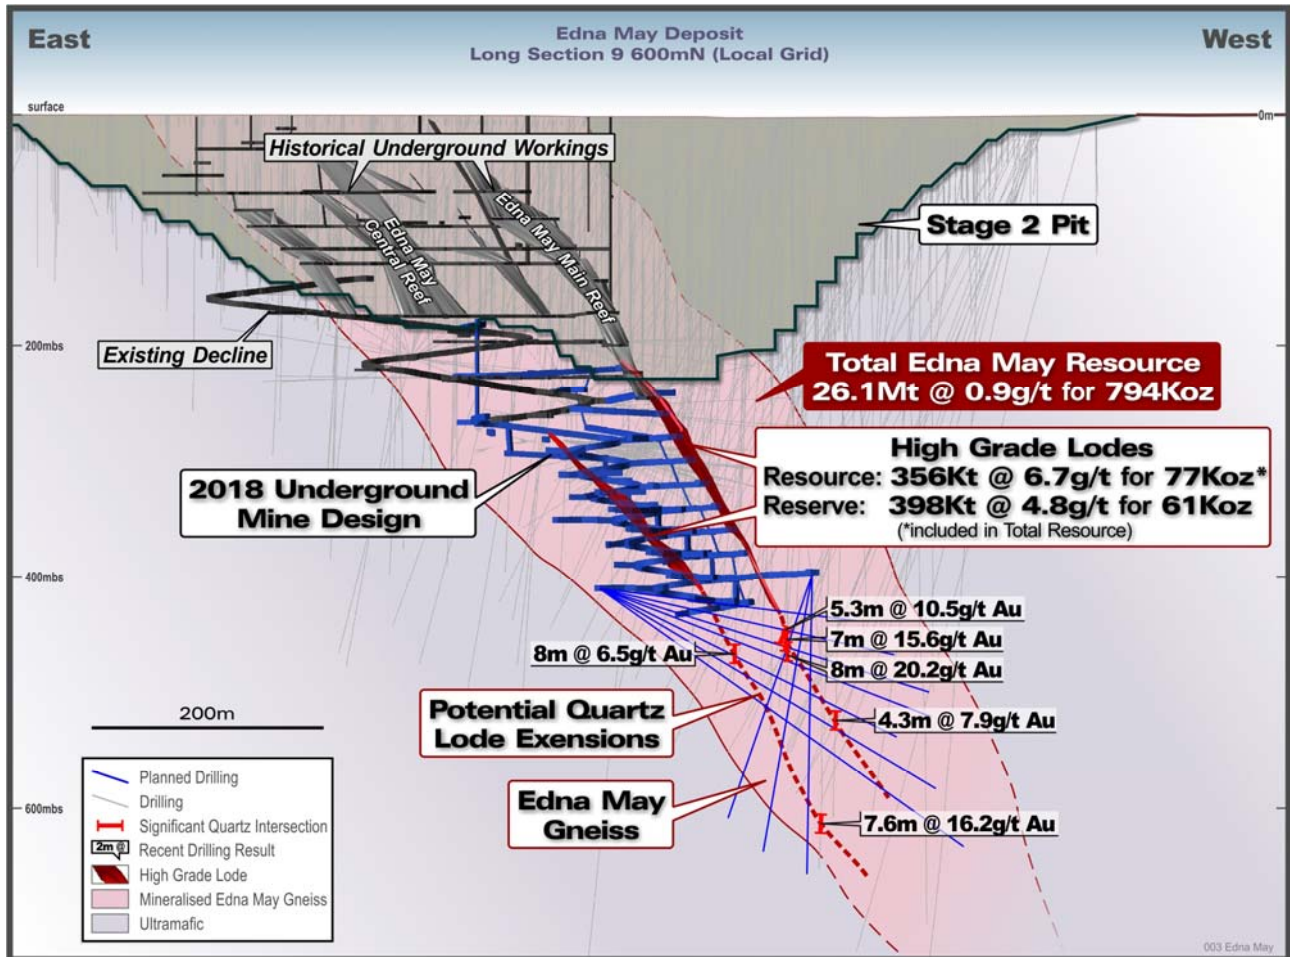 East
Edna May Deposit
Long Section 9 600mN (Local Grid)
West
surface
0m
Historical Underground Workings
Edna May
Central Reef
Edna May Main Reef
Stage 2 Pit
Existing Decline
200mbs
Total Edna May Resource
26.1Mt @ 0.9g/t for 794Koz
High Grade Lodes
Resource: 356Kt @ 6.7g/t for 77Koz*
Reserve: 398Kt @ 4.8g/t for 61Koz
(*included in Total Resource)
2018 Underground
Mine Design
400mbs
5.3m @ 10.5g/t Au
7m @ 15.6g/t Au
8m @ 6.5g/t Au
8m @ 20.2g/t Au
Potential Quartz
Lode Exensions
4.3m @ 7.9g/t Au
200m
Edna May
Gneiss
600mbs
7.6m @ 16.2g/t Au
Planned Drilling
Drilling
Significant Quartz Intersection
2m @
Recent Drilling Result
High Grade Lode
Mineralised Edna May Gneiss
Ultramafic
003 Edna May